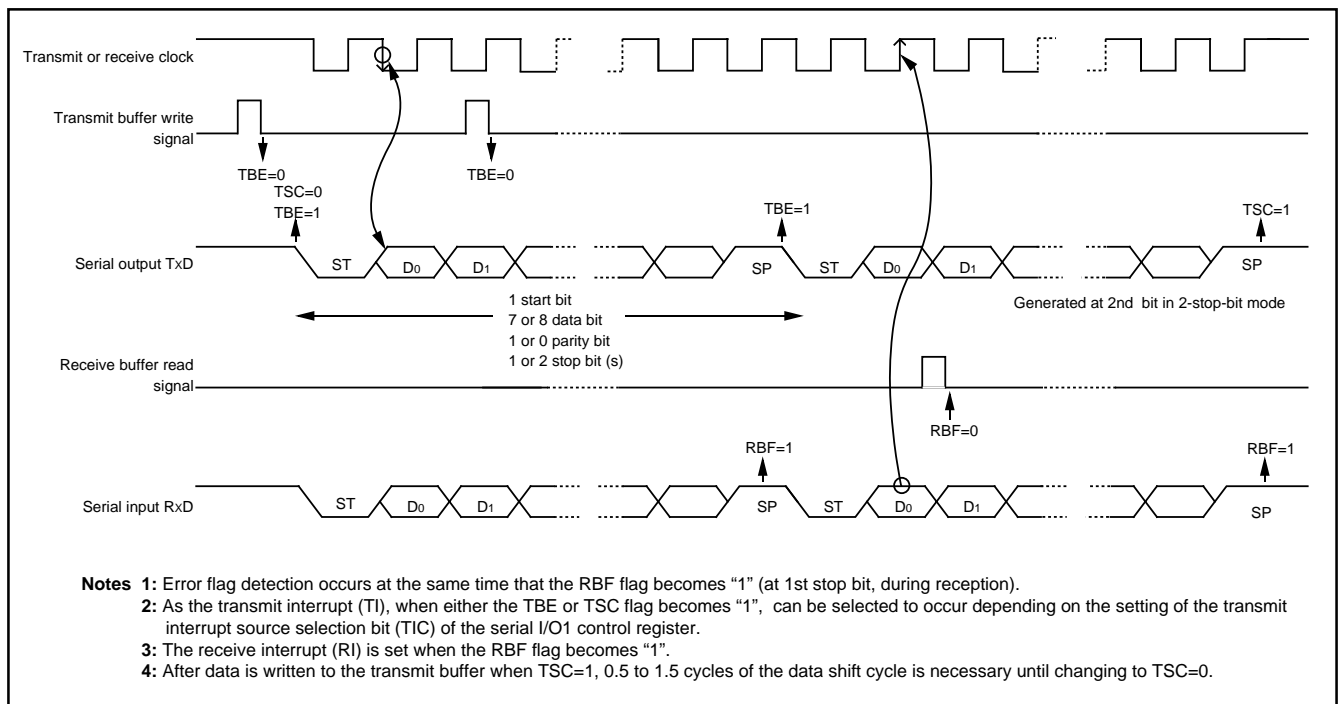 Transmit or receive clock
Transmit buffer write
signal
TBE=0
TBE=0
TSC=0
TBE=1
TBE=1
TSC=1
Serial output TxD
ST
D0
D1
SP
ST
D0
D1
SP
1 start bit
7 or 8 data bit
1 or 0 parity bit
1 or 2 stop bit (s)
Generated at 2nd bit in 2-stop-bit mode
Receive buffer read
signal
RBF=0
RBF=1
RBF=1
Serial input RxD
ST
D0
D1
SP
ST
D0
D1
SP
Notes 1: Error flag detection occurs at the same time that the RBF flag becomes “1” (at 1st stop bit, during reception).
2: As the transmit interrupt (TI), when either the TBE or TSC flag becomes “1”, can be selected to occur depending on the setting of the transmit
interrupt source selection bit (TIC) of the serial I/O1 control register.
3: The receive interrupt (RI) is set when the RBF flag becomes “1”.
4: After data is written to the transmit buffer when TSC=1, 0.5 to 1.5 cycles of the data shift cycle is necessary until changing to TSC=0.